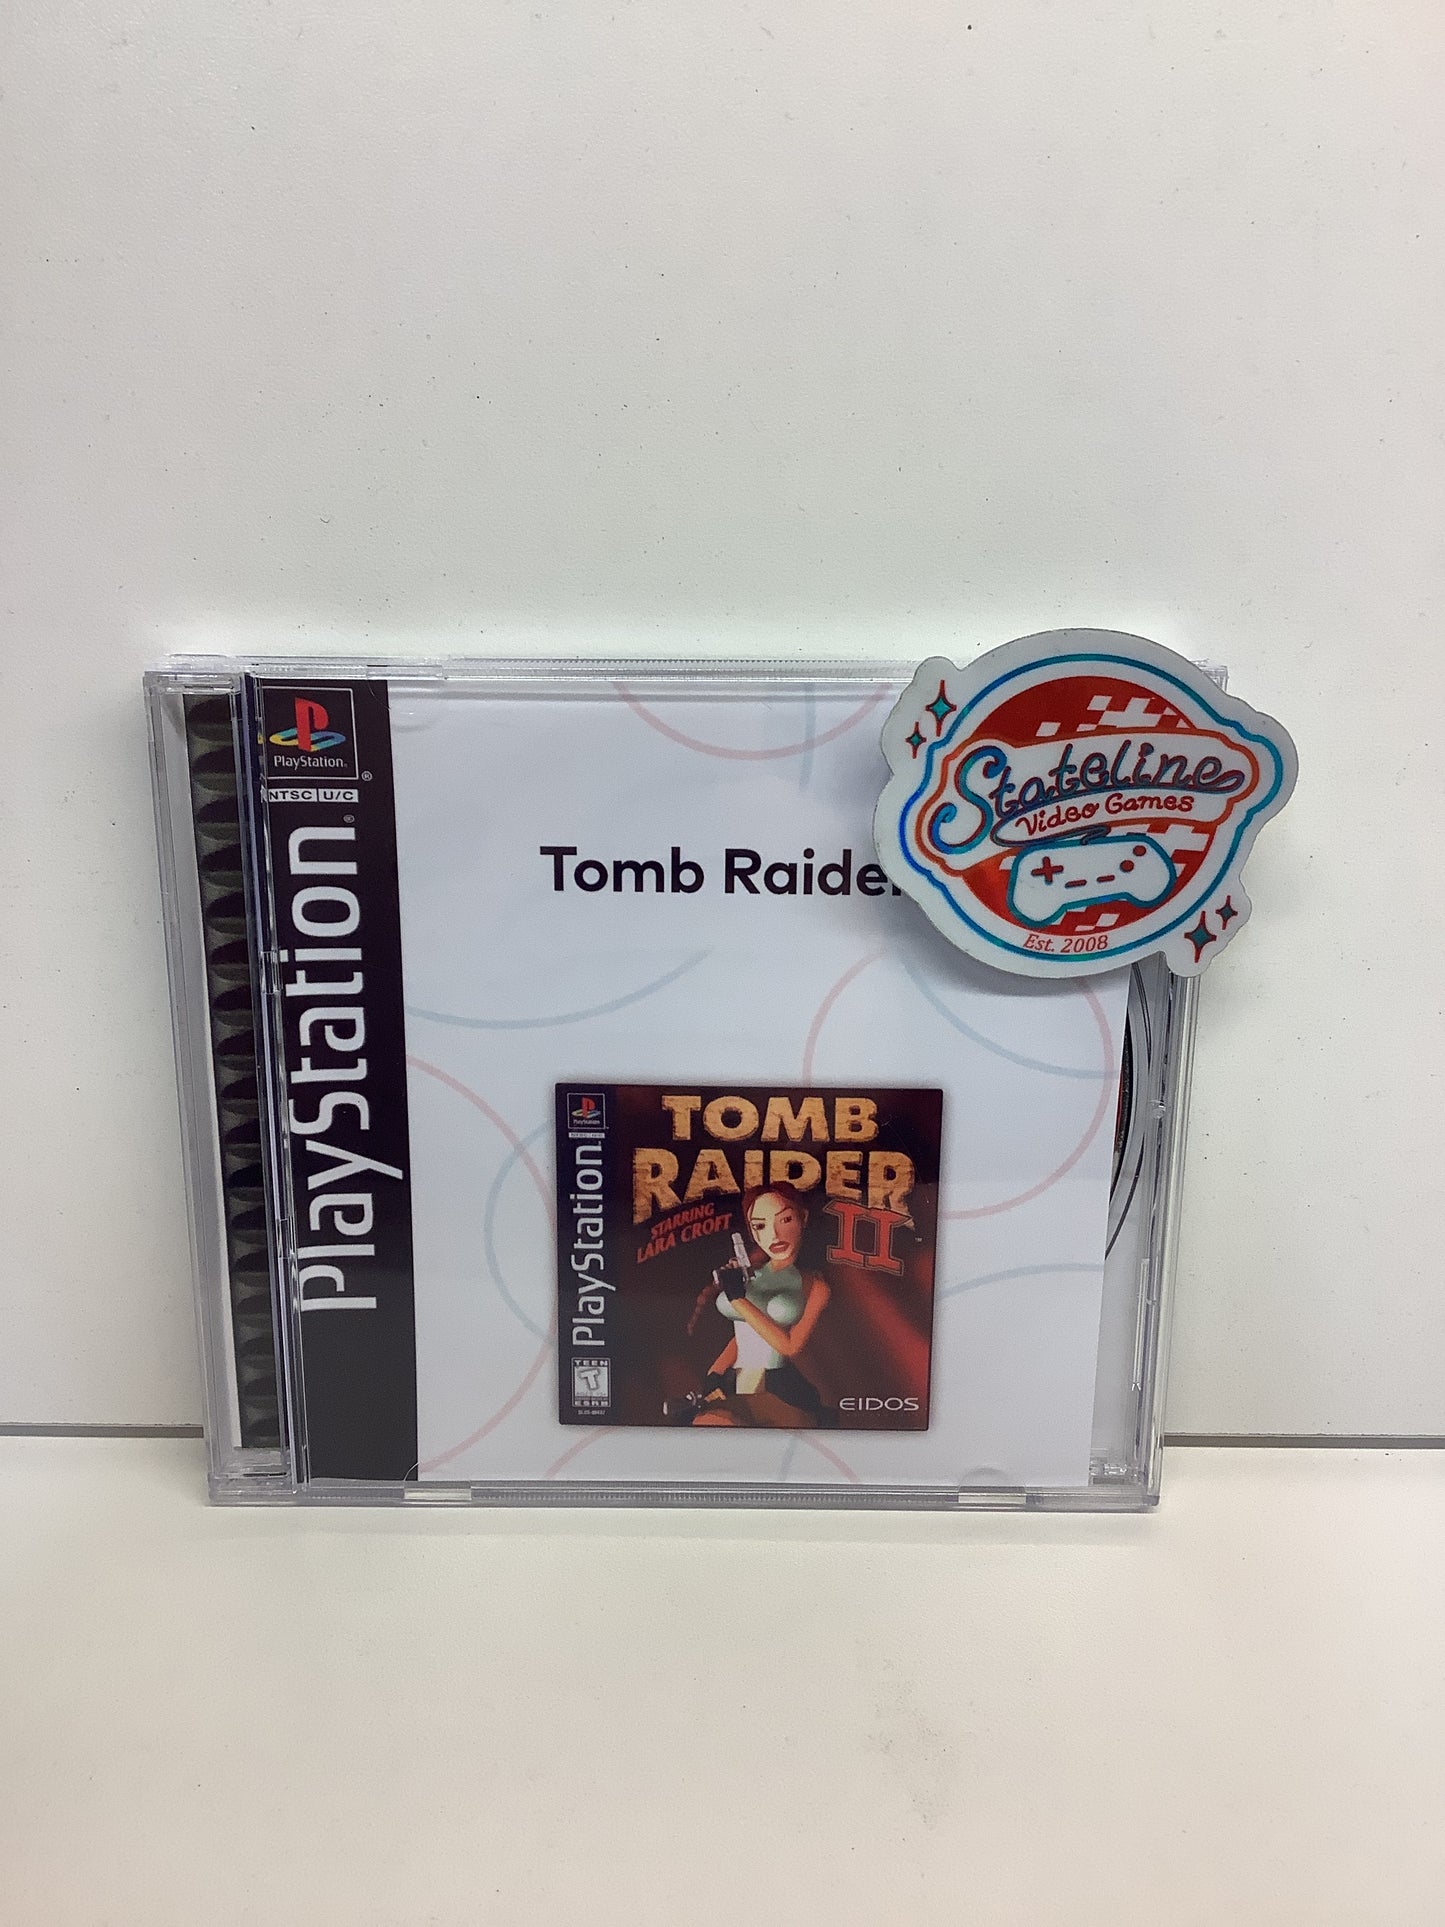 PlayStation
®
NTSC U/C
PlayStation®
Tomb Raider
Stateline
Video Games
Est. 2008
PlayStation
PlayStation
TOMB
RAIDER
II
STARRING
LARA CROFT
TEEN
T
ESRB
EIDOS